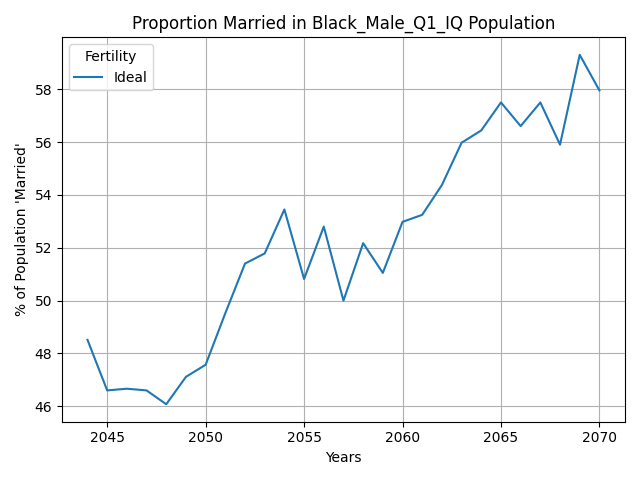 Proportion Married in Black_Male_Q1_IQ Population
Fertility
Ideal
% of Population 'Married'
58
56
54
52
50
48
46
2045
2050
2055
2060
2065
2070
Years